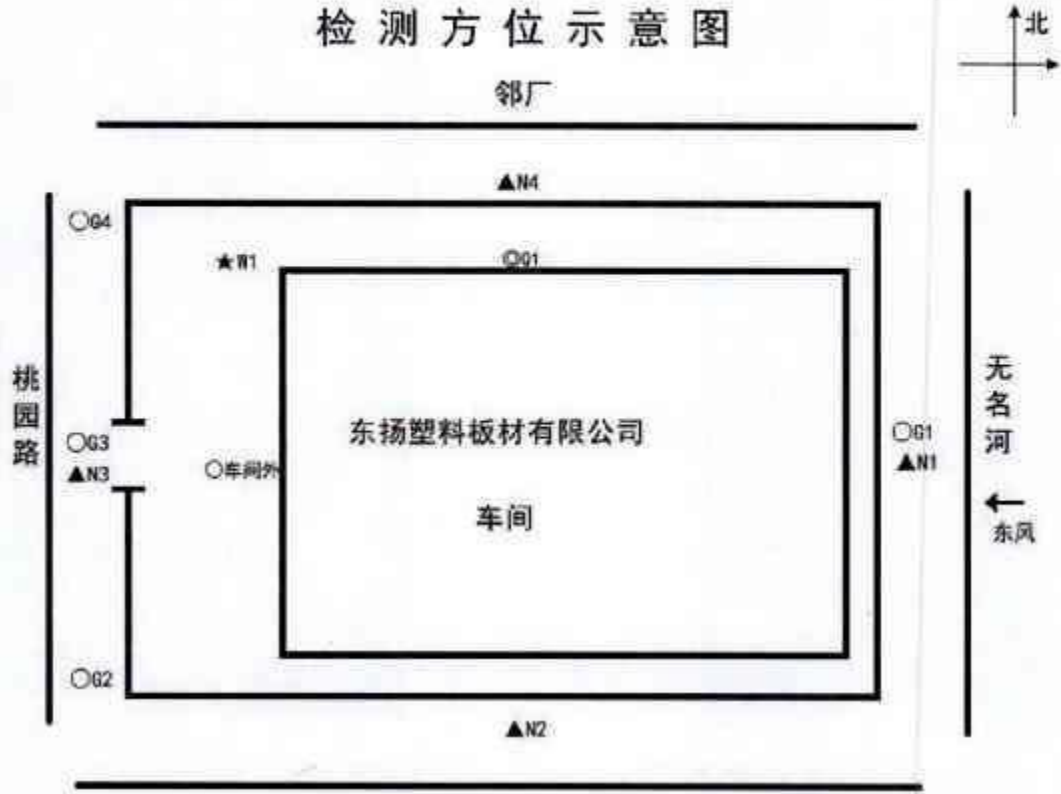 检测方位示意图
北
邻厂
▲N4
○G4
★W1
◎G1
桃园路
无名河
东扬塑料板材有限公司
○G3
○G1
▲N3
○车间外
▲N1
车间
东风
○G2
▲N2